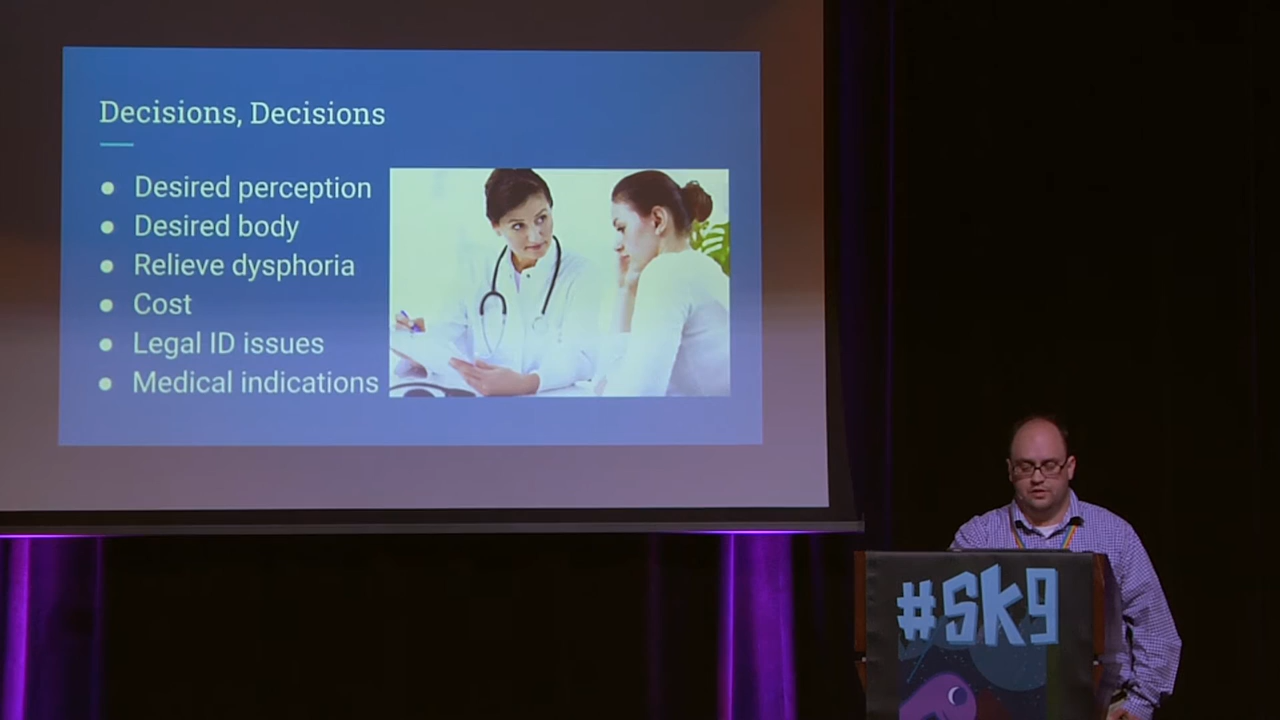 Decisions, Decisions
● Desired perception
● Desired body
● Relieve dysphoria
● Cost
● Legal ID issues
● Medical indications
#SK9